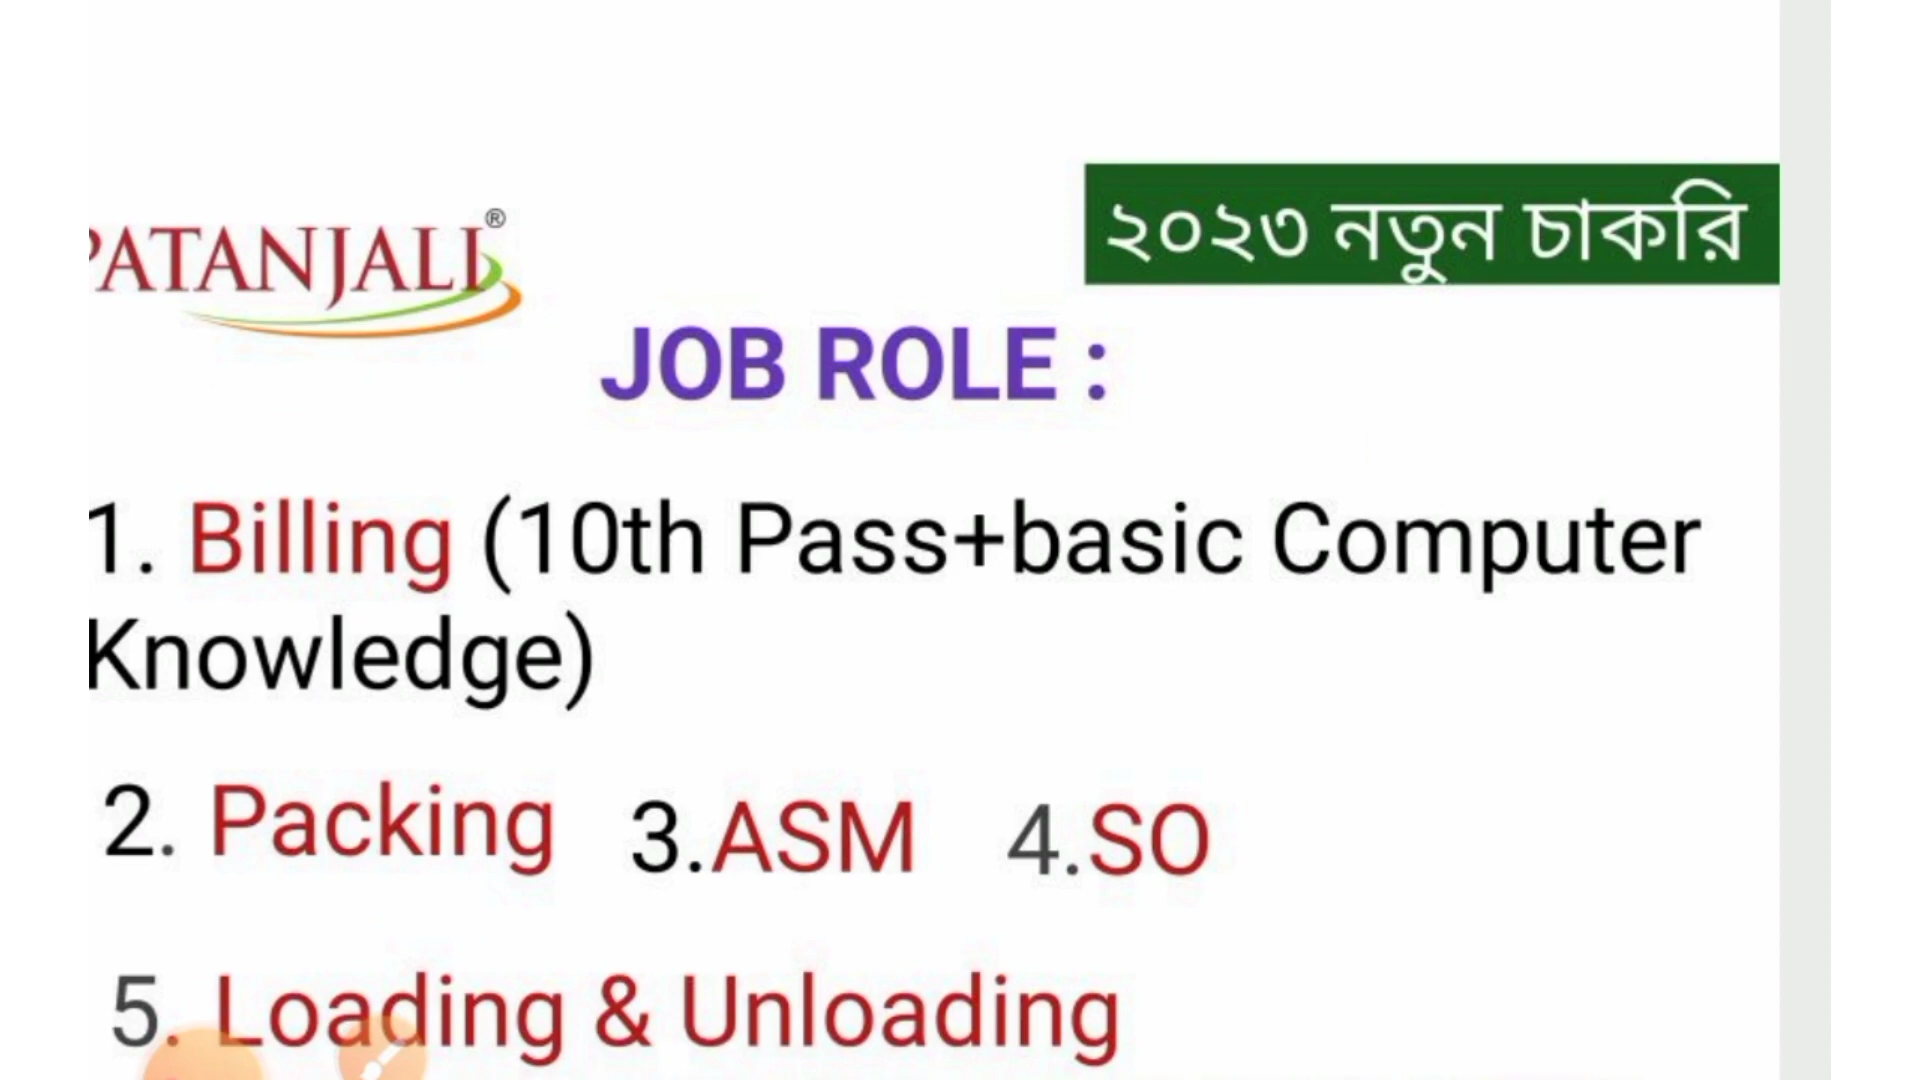 PATANJALI®
২০২৩ নতুন চাকরি
JOB ROLE :
1. Billing (10th Pass+basic Computer
Knowledge)
2. Packing 3.ASM 4.SO
5. Loading & Unloading